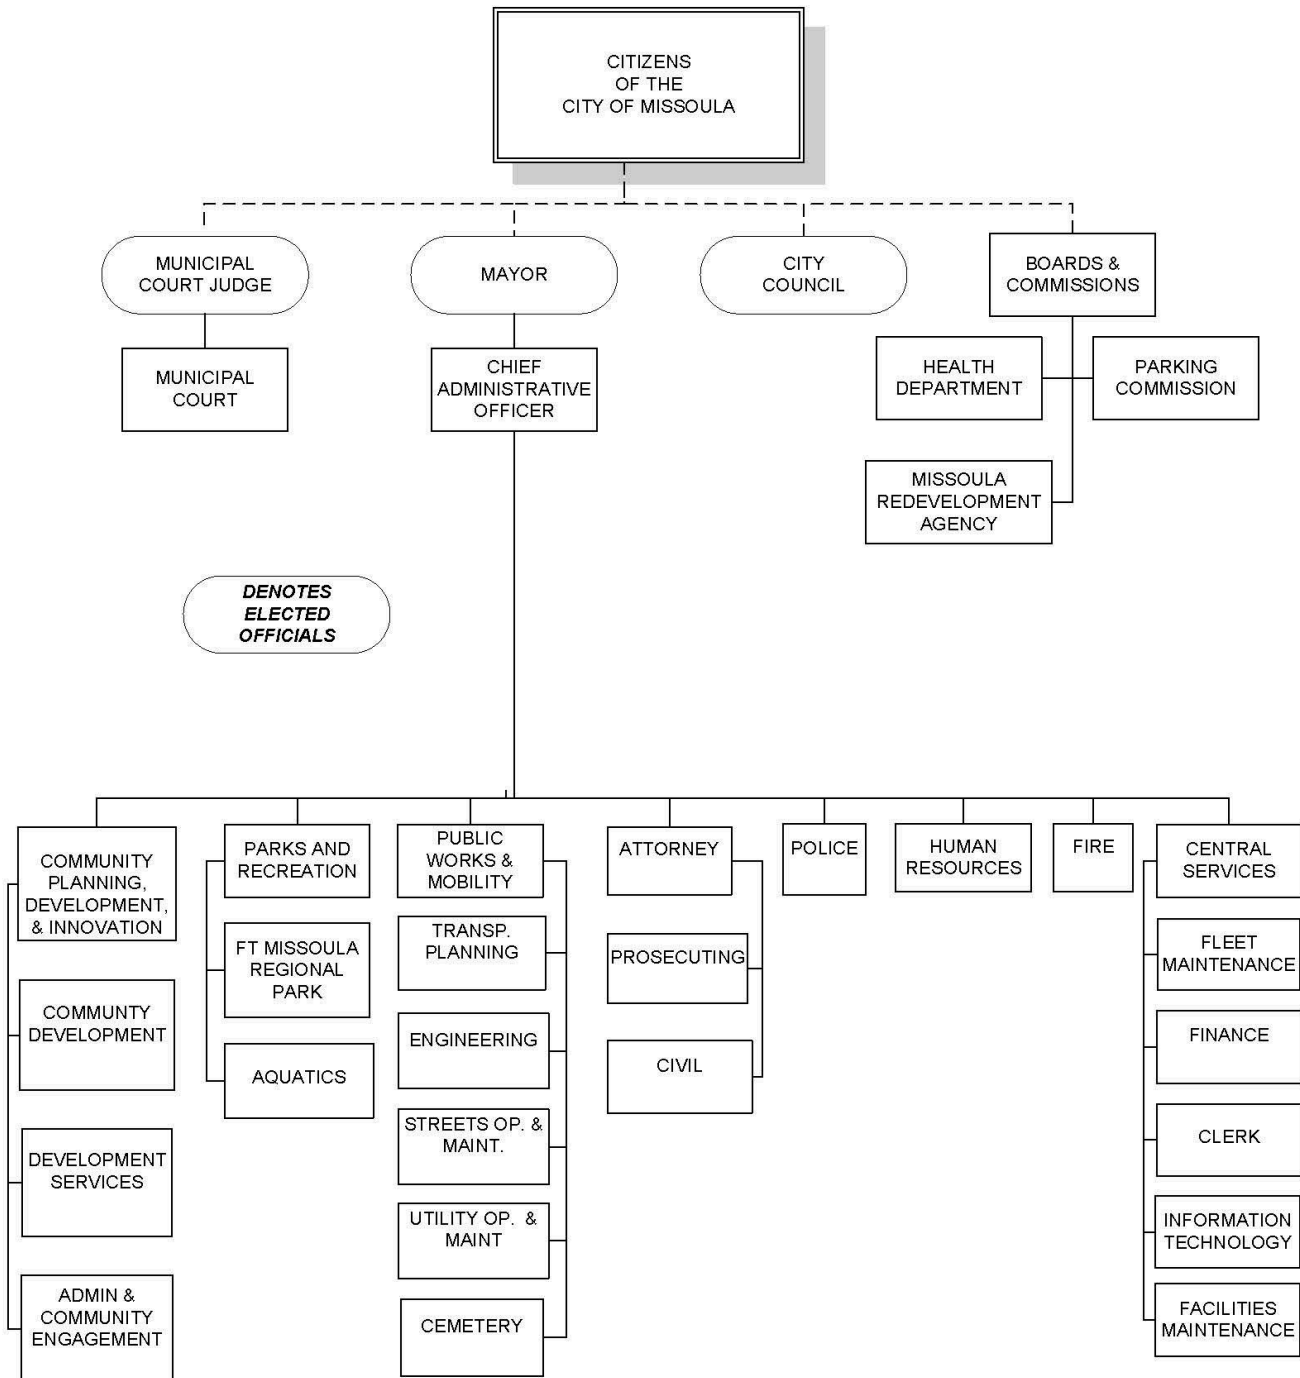 CITIZENS
OF THE
CITY OF MISSOULA
MUNICIPAL
COURT JUDGE
MAYOR
CITY
COUNCIL
BOARDS &
COMMISSIONS
MUNICIPAL
COURT
CHIEF
ADMINISTRATIVE
OFFICER
HEALTH
DEPARTMENT
PARKING
COMMISSION
MISSOULA
REDEVELOPMENT
AGENCY
DENOTES
ELECTED
OFFICIALS
COMMUNITY
PLANNING,
DEVELOPMENT,
& INNOVATION
COMMUNTY
DEVELOPMENT
DEVELOPMENT
SERVICES
ADMIN &
COMMUNITY
ENGAGEMENT
PARKS AND
RECREATION
FT MISSOULA
REGIONAL
PARK
AQUATICS
PUBLIC
WORKS &
MOBILITY
TRANSP.
PLANNING
ENGINEERING
STREETS OP. &
MAINT.
UTILITY OP. &
MAINT
CEMETERY
ATTORNEY
PROSECUTING
CIVIL
POLICE
HUMAN
RESOURCES
FIRE
CENTRAL
SERVICES
FLEET
MAINTENANCE
FINANCE
CLERK
INFORMATION
TECHNOLOGY
FACILITIES
MAINTENANCE